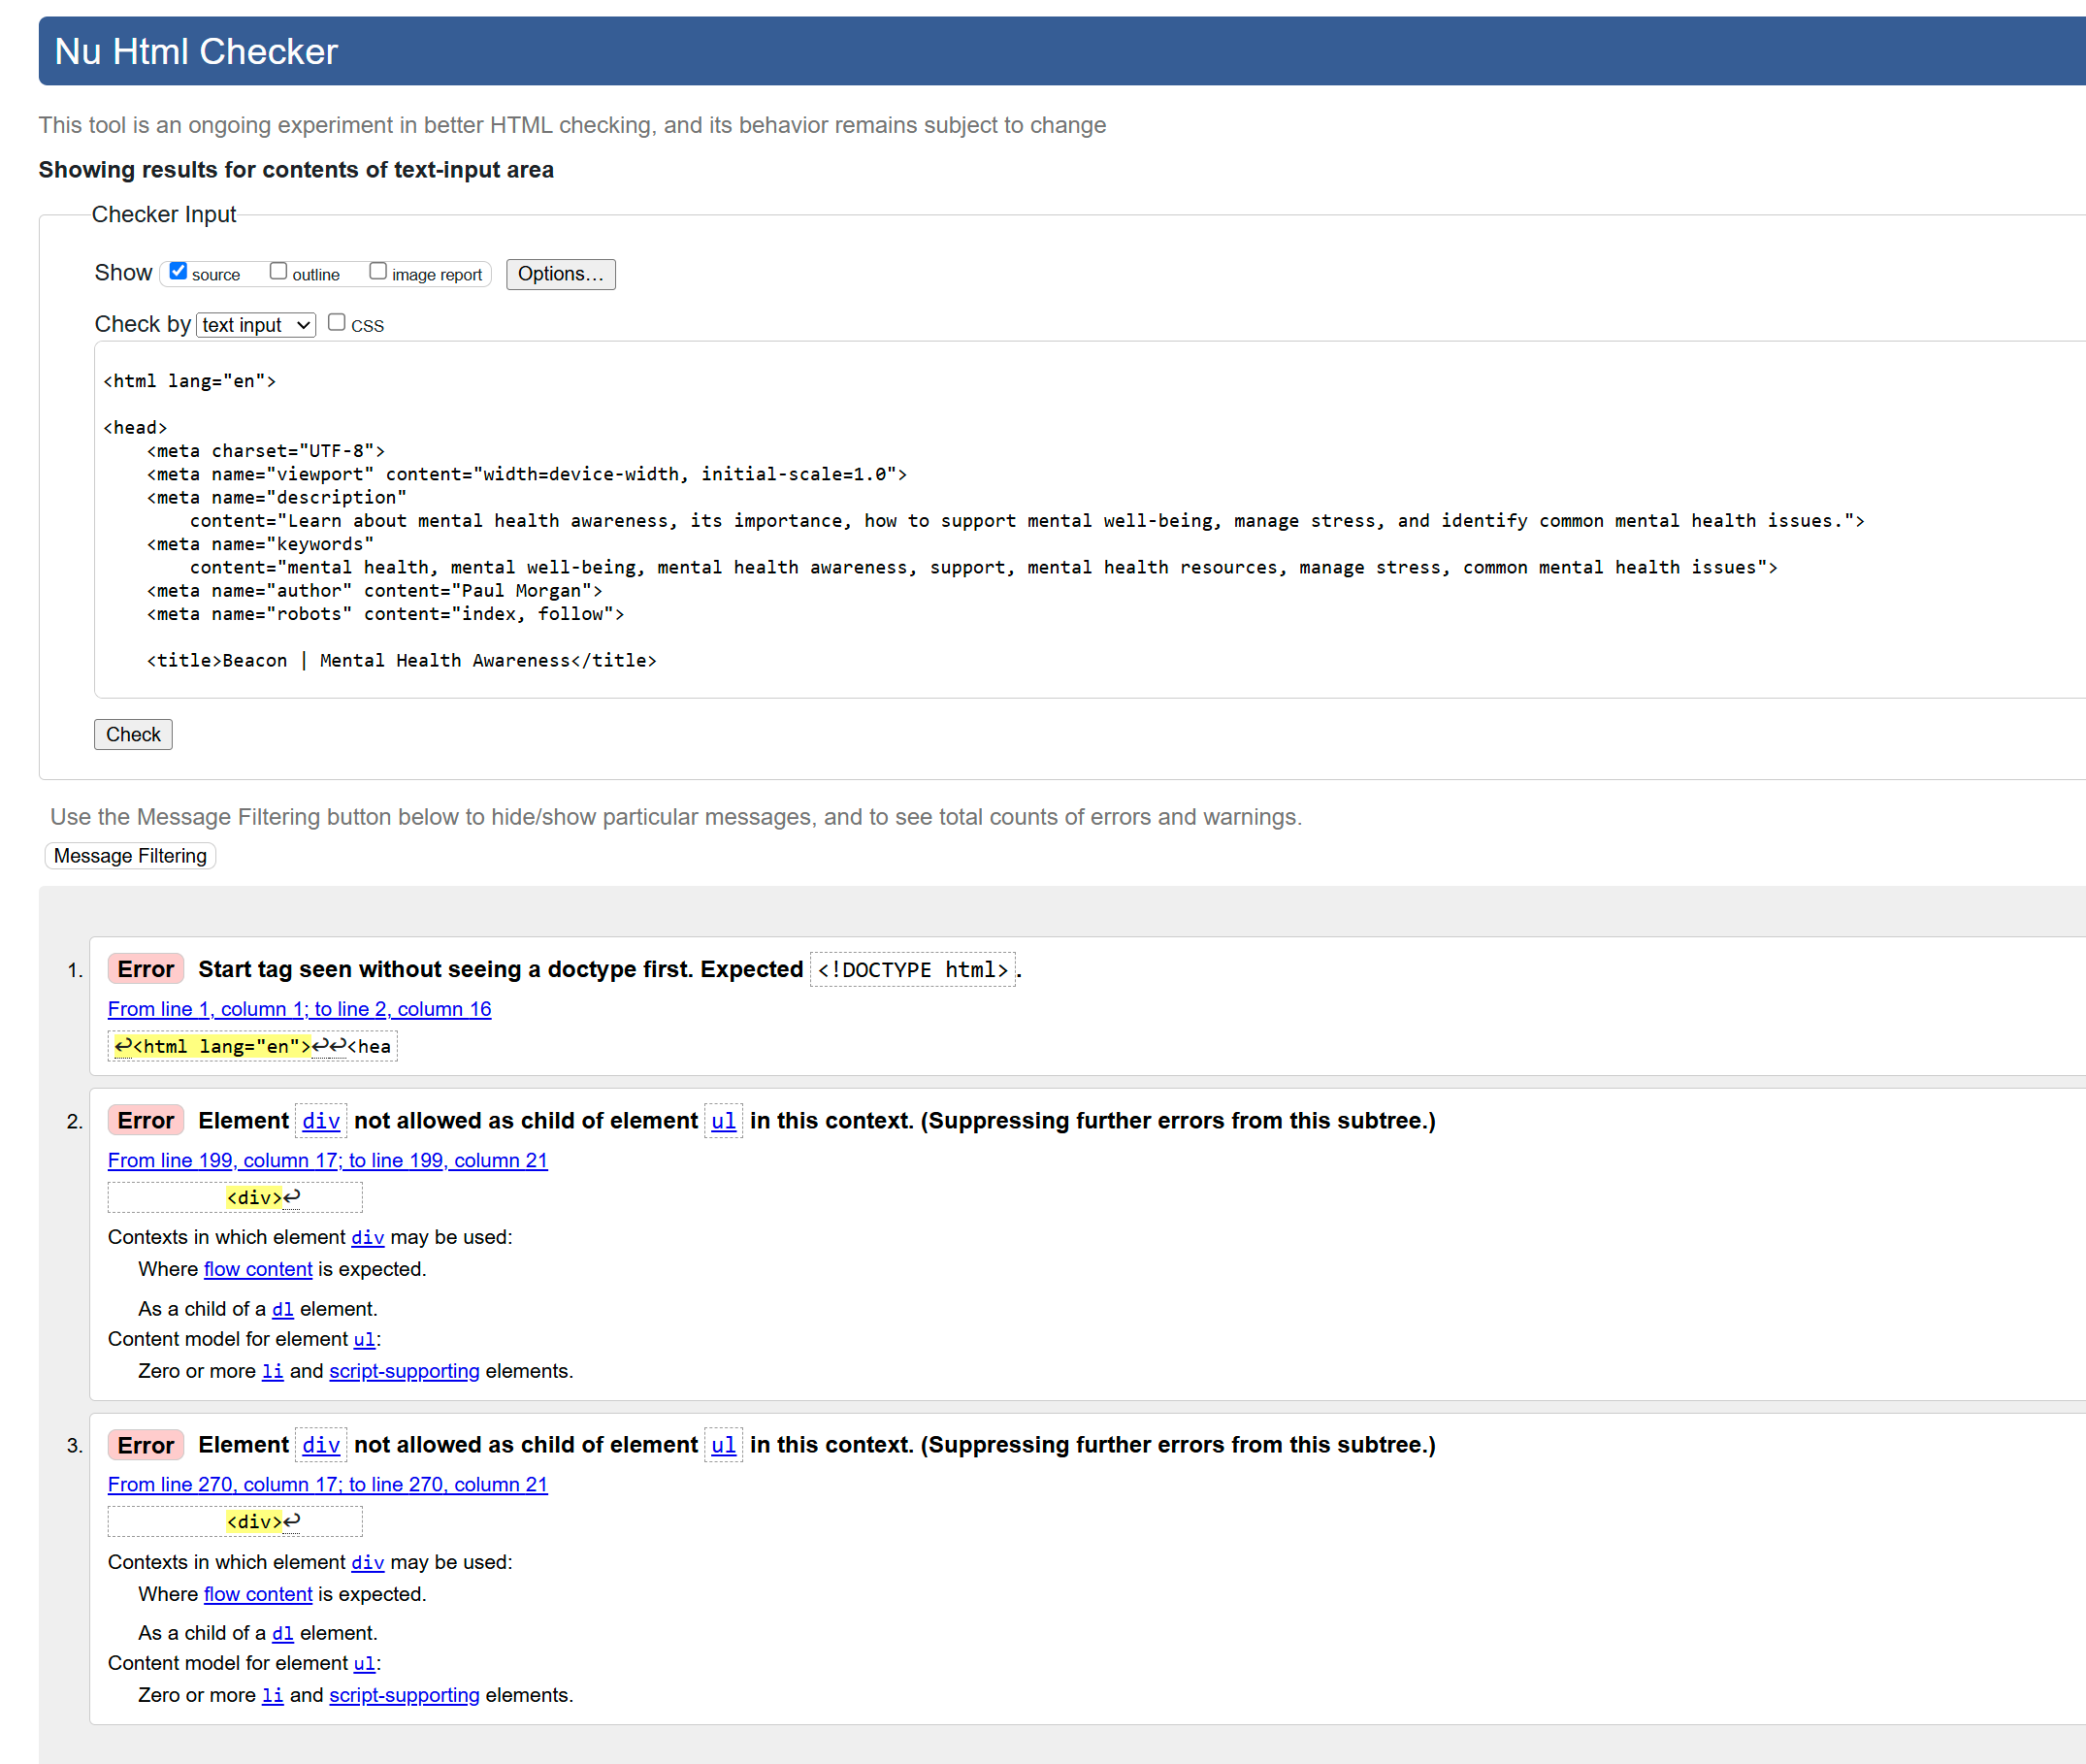 Nu Html Checker
This tool is an ongoing experiment in better HTML checking, and its behavior remains subject to change
Showing results for contents of text-input area
Checker Input
Show source outline image report Options...
Check by text input CSS
<html lang="en">
<head>
<meta charset="UTF-8">
<meta name="viewport" content="width=device-width, initial-scale=1.0">
<meta name="description"
content="Learn about mental health awareness, its importance, how to support mental well-being, manage stress, and identify common mental health issues.">
<meta name="keywords"
content="mental health, mental well-being, mental health awareness, support, mental health resources, manage stress, common mental health issues">
<meta name="author" content="Paul Morgan">
<meta name="robots" content="index, follow">
<title>Beacon | Mental Health Awareness</title>
Check
Use the Message Filtering button below to hide/show particular messages, and to see total counts of errors and warnings.
Message Filtering
1. Error Start tag seen without seeing a doctype first. Expected <!DOCTYPE html>.
From line 1, column 1; to line 2, column 16
↩<html lang="en">↩↩<hea
2. Error Element div not allowed as child of element ul in this context. (Suppressing further errors from this subtree.)
From line 199, column 17; to line 199, column 21
<div>↩
Contexts in which element div may be used:
Where flow content is expected.
As a child of a dl element.
Content model for element ul:
Zero or more li and script-supporting elements.
3. Error Element div not allowed as child of element ul in this context. (Suppressing further errors from this subtree.)
From line 270, column 17; to line 270, column 21
<div>↩
Contexts in which element div may be used:
Where flow content is expected.
As a child of a dl element.
Content model for element ul:
Zero or more li and script-supporting elements.